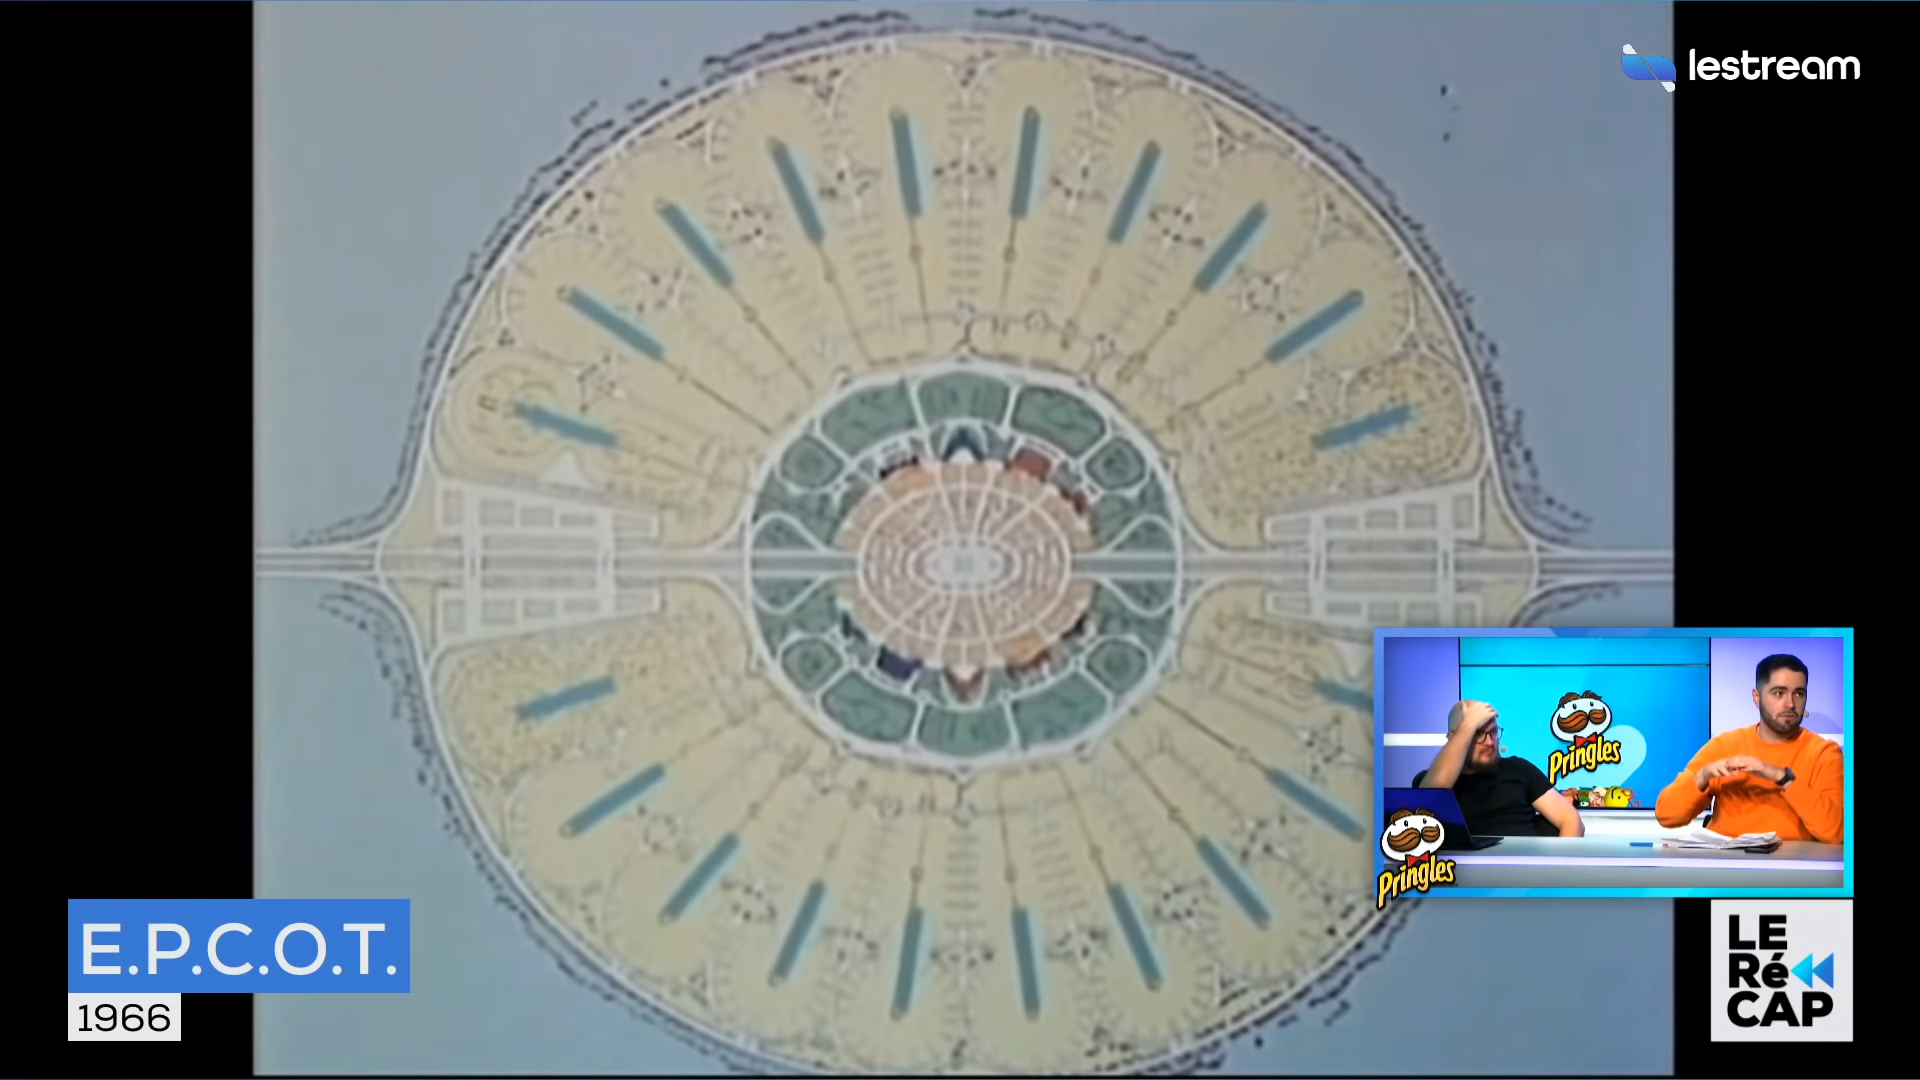 lestream
Pringles
Pringles
E.P.C.O.T.
1966
LE
Ré
CAP